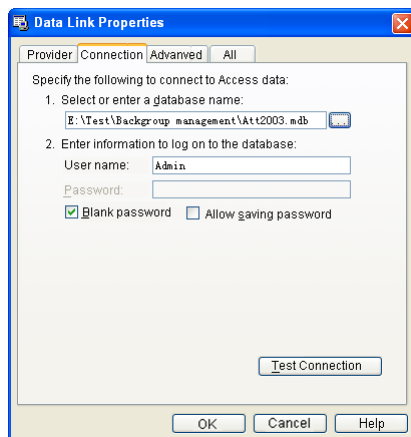 Data Link Properties
Provider Connection Advanved All
Specify the following to connect to Access data:
1. Select or enter a database name:
E:\Test\Backgroup management\Att2003.mdb ...
2. Enter information to log on to the database:
User name: Admin
Password:
Blank password Allow saving password
Test Connection
OK Cancel Help